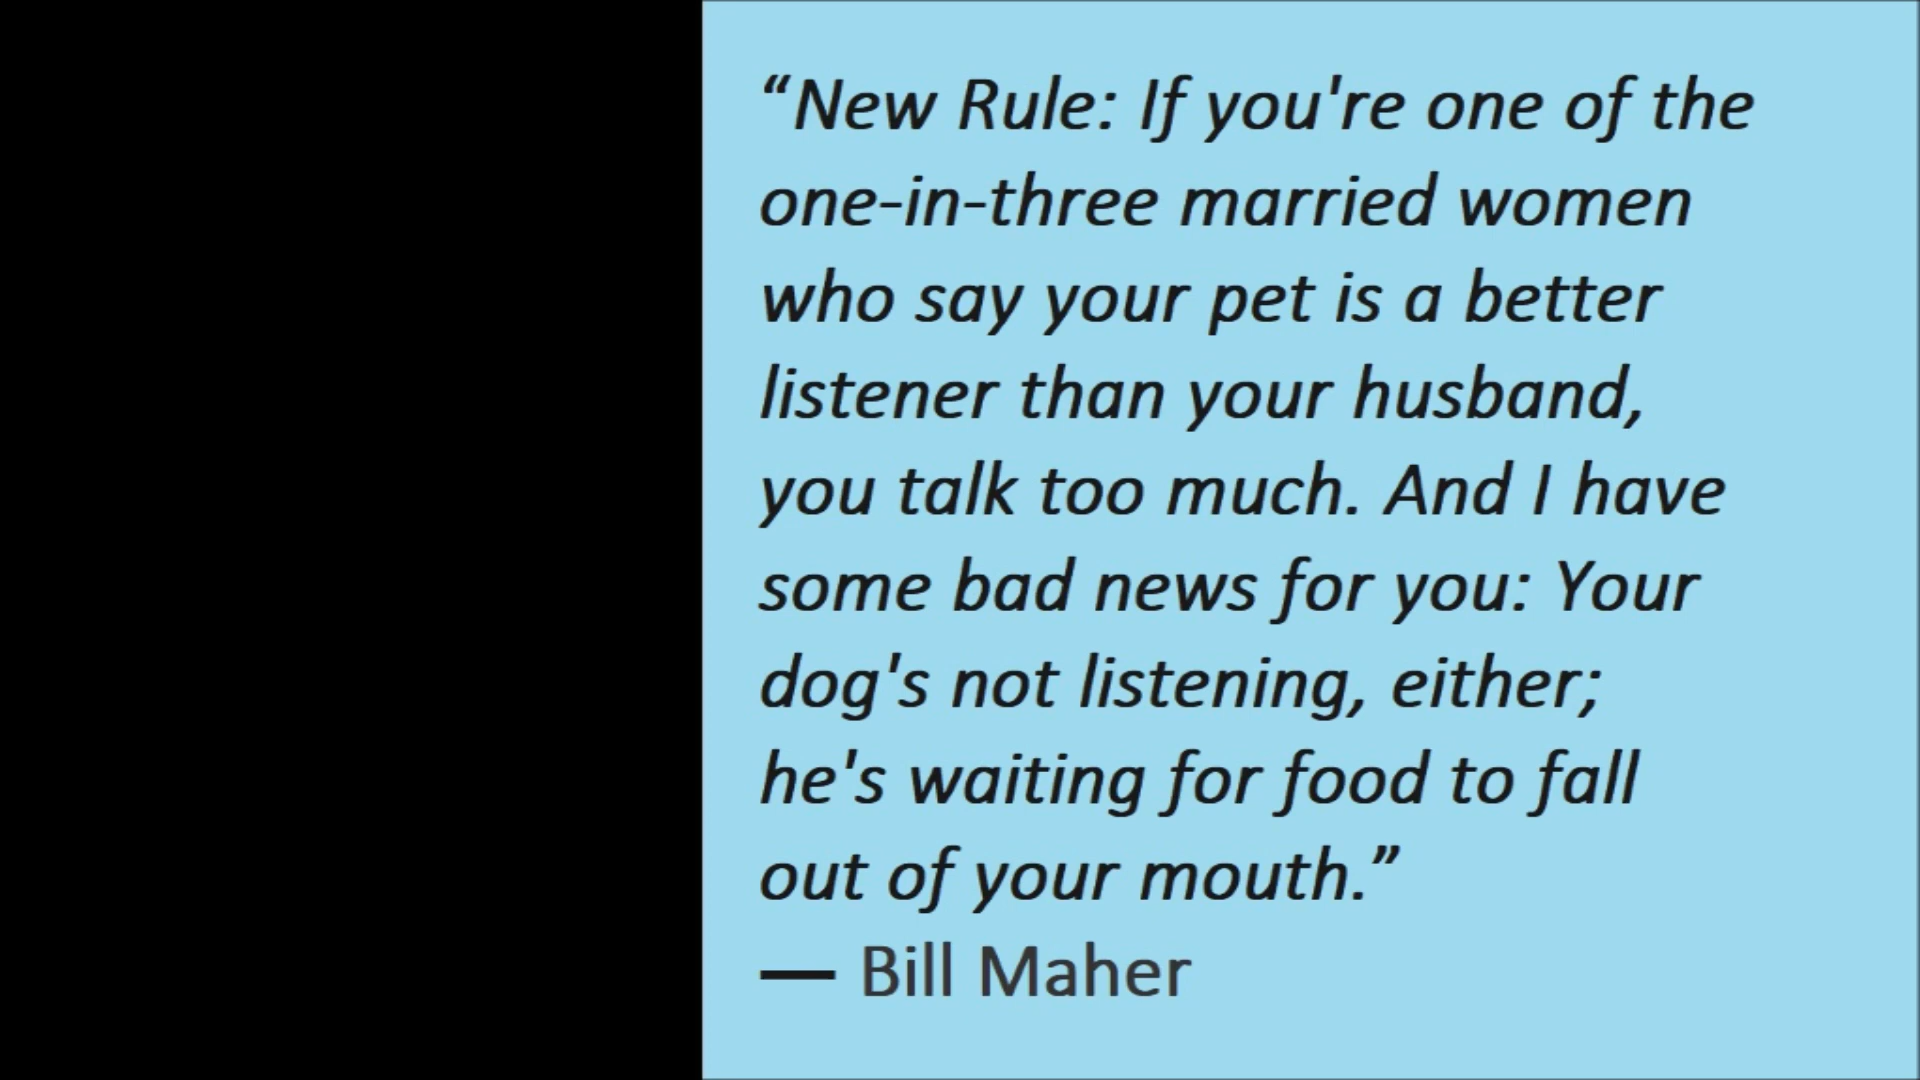 “New Rule: If you're one of the
one-in-three married women
who say your pet is a better
listener than your husband,
you talk too much. And I have
some bad news for you: Your
dog's not listening, either;
he's waiting for food to fall
out of your mouth.”
— Bill Maher